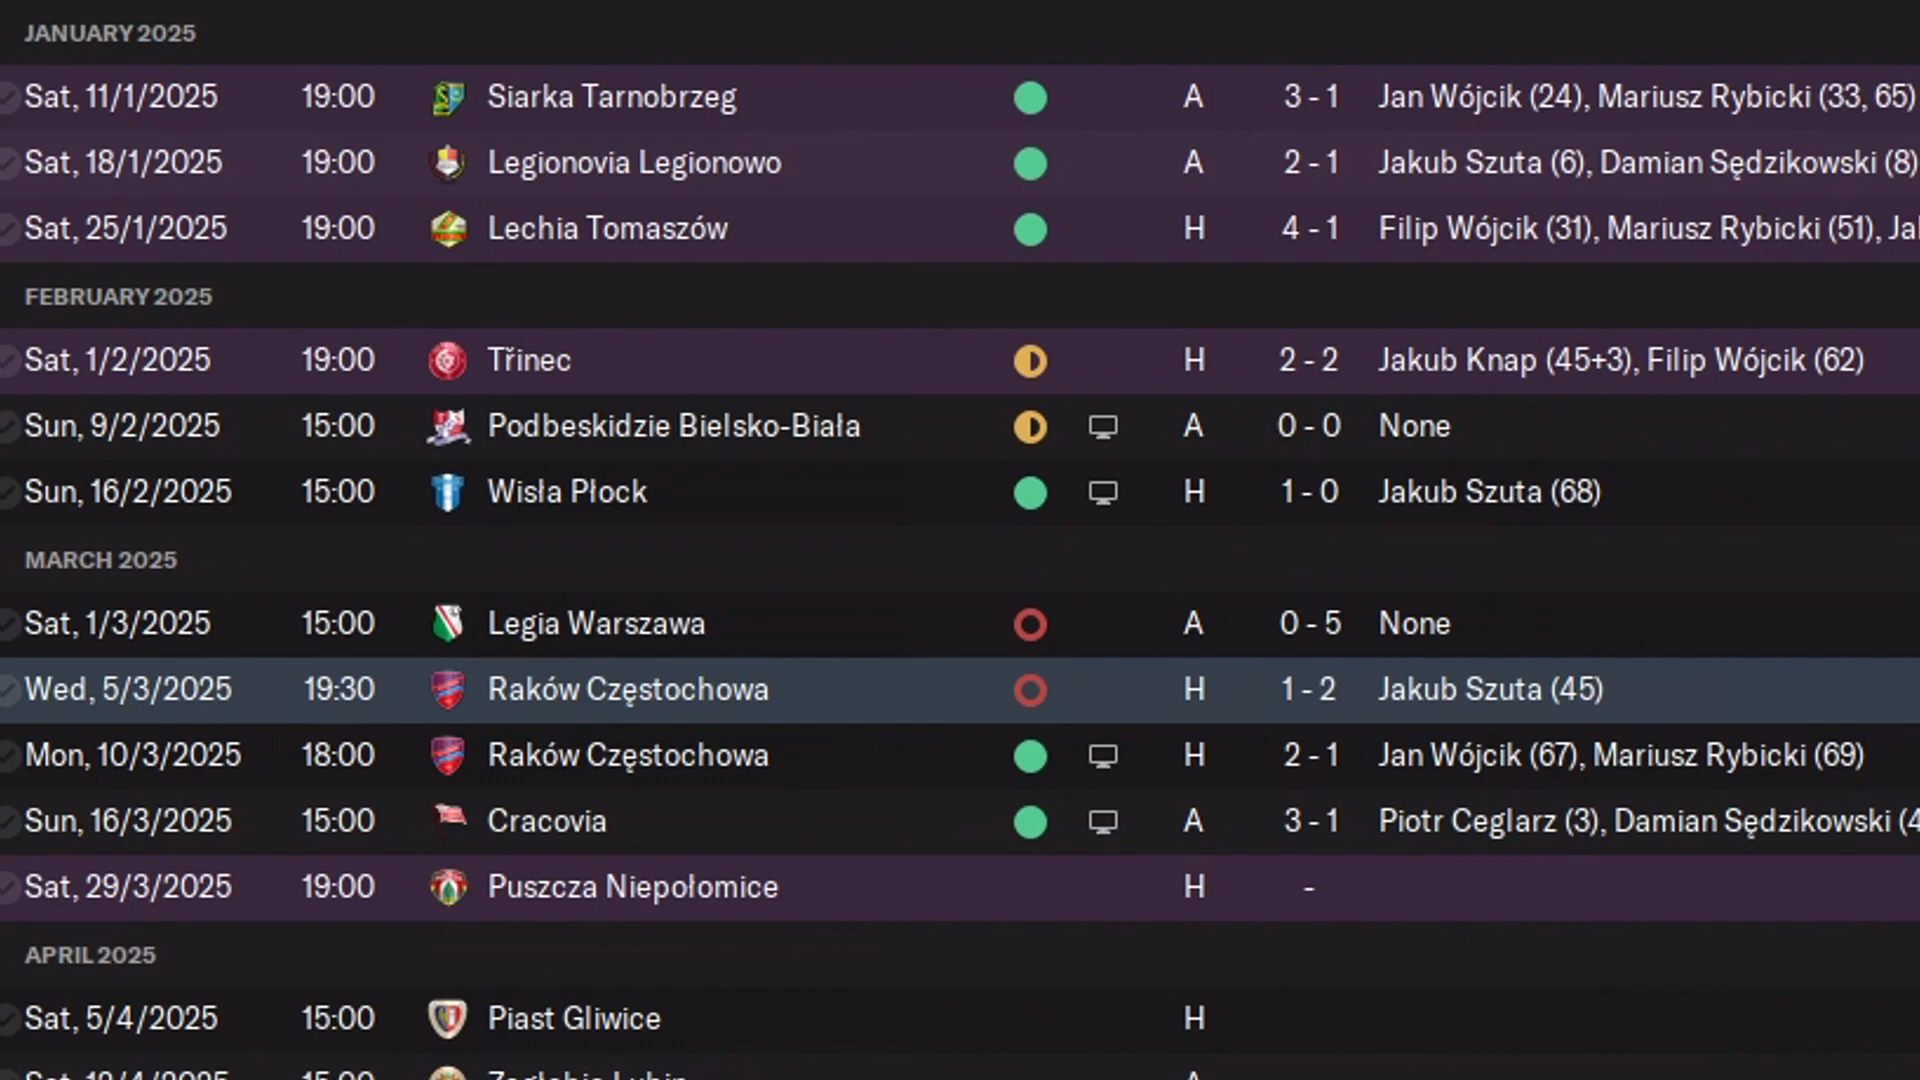 JANUARY 2025
Sat, 11/1/2025 19:00 Siarka Tarnobrzeg A 3 - 1 Jan Wójcik (24), Mariusz Rybicki (33, 65)
Sat, 18/1/2025 19:00 Legionovia Legionowo A 2 - 1 Jakub Szuta (6), Damian Sędzikowski (8)
Sat, 25/1/2025 19:00 Lechia Tomaszów H 4 - 1 Filip Wójcik (31), Mariusz Rybicki (51),
FEBRUARY 2025
Sat, 1/2/2025 19:00 Třinec H 2 - 2 Jakub Knap (45+3), Filip Wójcik (62)
Sun, 9/2/2025 15:00 Podbeskidzie Bielsko-Biała A 0 - 0 None
Sun, 16/2/2025 15:00 Wisła Płock H 1 - 0 Jakub Szuta (68)
MARCH 2025
Sat, 1/3/2025 15:00 Legia Warszawa A 0 - 5 None
Wed, 5/3/2025 19:30 Raków Częstochowa H 1 - 2 Jakub Szuta (45)
Mon, 10/3/2025 18:00 Raków Częstochowa H 2 - 1 Jan Wójcik (67), Mariusz Rybicki (69)
Sun, 16/3/2025 15:00 Cracovia A 3 - 1 Piotr Ceglarz (3), Damian Sędzikowski (4
Sat, 29/3/2025 19:00 Puszcza Niepołomice H -
APRIL 2025
Sat, 5/4/2025 15:00 Piast Gliwice H